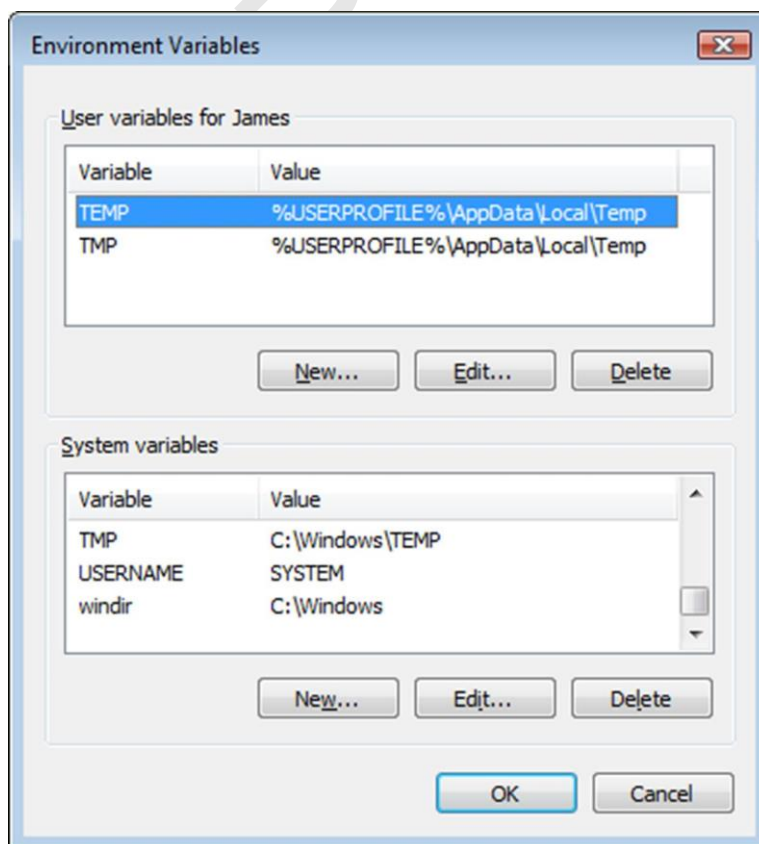 Environment Variables
User variables for James
Variable Value
TEMP %USERPROFILE%\AppData\Local\Temp
TMP %USERPROFILE%\AppData\Local\Temp
New... Edit... Delete
System variables
Variable Value
TMP C:\Windows\TEMP
USERNAME SYSTEM
windir C:\Windows
New... Edit... Delete
OK Cancel